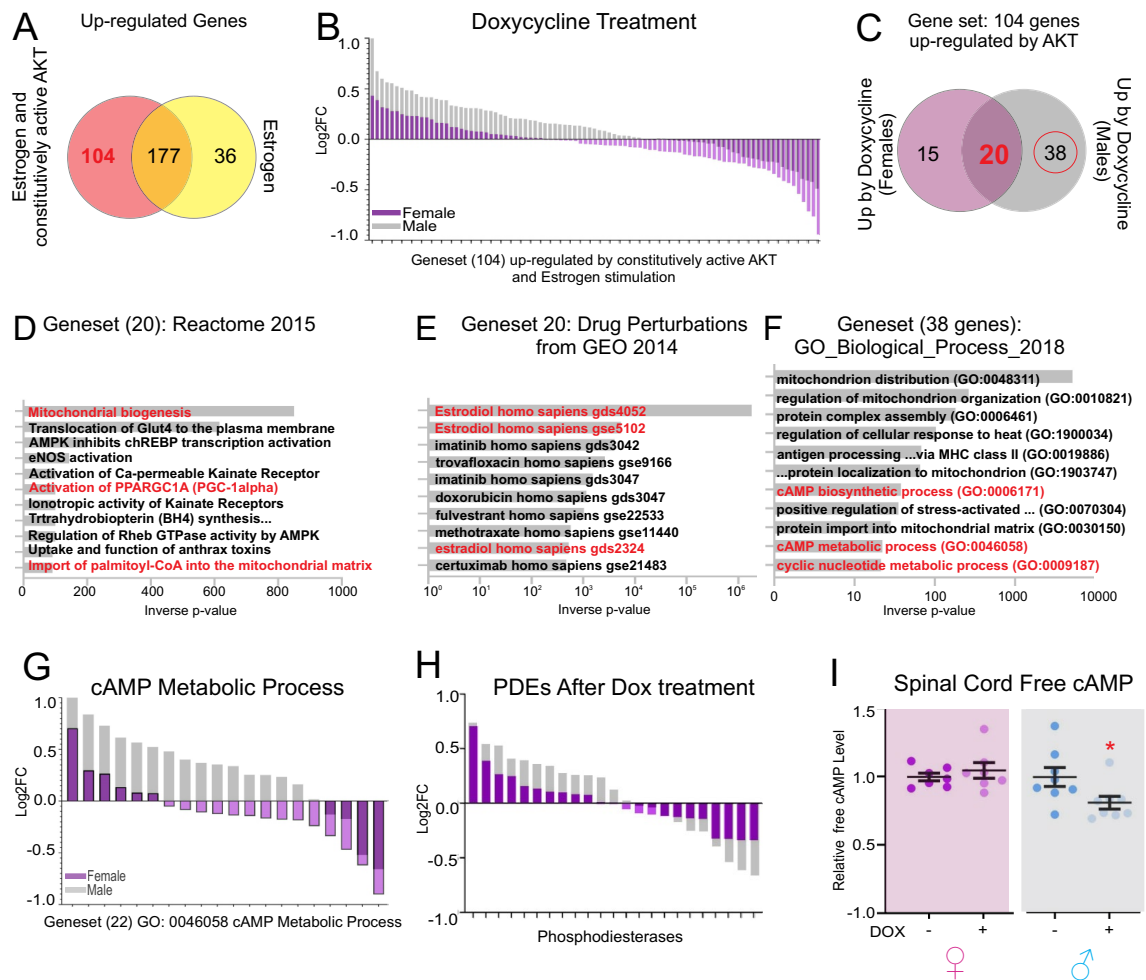 A
Up-regulated Genes
Estrogen and
constitutively active AKT
104
177
36
Estrogen
B
Doxycycline Treatment
1.0
0.5
0.0
-0.5
-1.0
Log2FC
Female
Male
Geneset (104) up-regulated by constitutively active AKT
and Estrogen stimulation
C
Gene set: 104 genes
up-regulated by AKT
Up by Doxycycline
(Females)
15
20
38
Up by Doxycycline
(Males)
D
Geneset (20): Reactome 2015
Mitochondrial biogenesis
Translocation of Glut4 to the plasma membrane
AMPK inhibits chREBP transcription activation
eNOS activation
Activation of Ca-permeable Kainate Receptor
Activation of PPARGC1A (PGC-1alpha)
Ionotropic activity of Kainate Receptors
Trtrahydrobiopterin (BH4) synthesis...
Regulation of Rheb GTPase activity by AMPK
Uptake and function of anthrax toxins
Import of palmitoyl-CoA into the mitochondrial matrix
0 200 400 600 800 1000
Inverse p-value
E
Geneset 20: Drug Perturbations
from GEO 2014
Estrodiol homo sapiens gds4052
Estrodiol homo sapiens gse5102
imatinib homo sapiens gds3042
trovafloxacin homo sapiens gse9166
imatinib homo sapiens gds3047
doxorubicin homo sapiens gds3047
fulvestrant homo sapiens gse22533
methotraxate homo sapiens gse11440
estradiol homo sapiens gds2324
certuximab homo sapiens gse21483
10⁰ 10¹ 10² 10³ 10⁴ 10⁵ 10⁶
Inverse p-value
F
Geneset (38 genes):
GO_Biological_Process_2018
mitochondrion distribution (GO:0048311)
regulation of mitochondrion organization (GO:0010821)
protein complex assembly (GO:0006461)
regulation of cellular response to heat (GO:1900034)
antigen processing ...via MHC class II (GO:0019886)
...protein localization to mitochondrion (GO:1903747)
cAMP biosynthetic process (GO:0006171)
positive regulation of stress-activated ... (GO:0070304)
protein import into mitochondrial matrix (GO:0030150)
cAMP metabolic process (GO:0046058)
cyclic nucleotide metabolic process (GO:0009187)
0 10 100 1000 10000
Inverse p-value
G
cAMP Metabolic Process
1.0
0.5
0.0
-0.5
-1.0
Log2FC
Female
Male
Geneset (22) GO: 0046058 cAMP Metabolic Process
H
PDEs After Dox treatment
1.0
0.5
0.0
-0.5
-1.0
Log2FC
Phosphodiesterases
I
Spinal Cord Free cAMP
Relative free cAMP Level
1.5
1.0
0.5
-1.0
*
DOX - + - +
♀ ♂